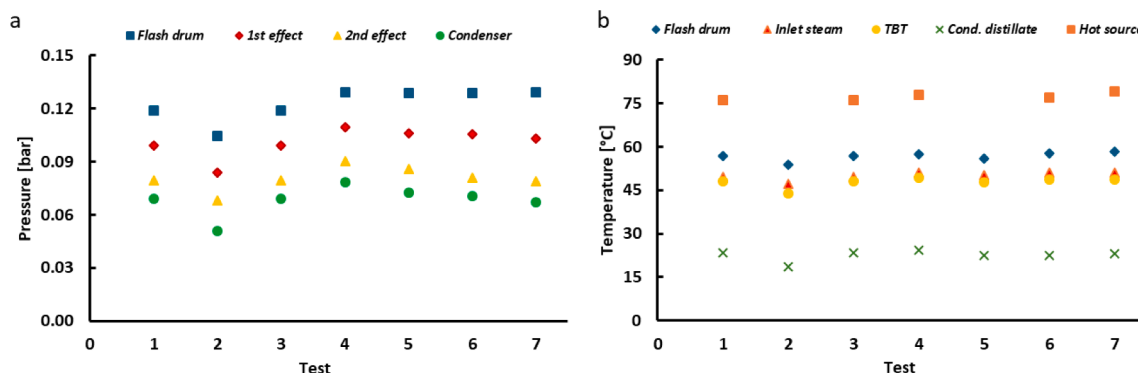 a
Flash drum 1st effect 2nd effect Condenser
0.15
0.12
0.09
0.06
0.03
0.00
Pressure [bar]
0 1 2 3 4 5 6 7
Test
b
Flash drum Inlet steam TBT Cond. distillate Hot source
90
75
60
45
30
15
0
Temperature [°C]
0 1 2 3 4 5 6 7
Test